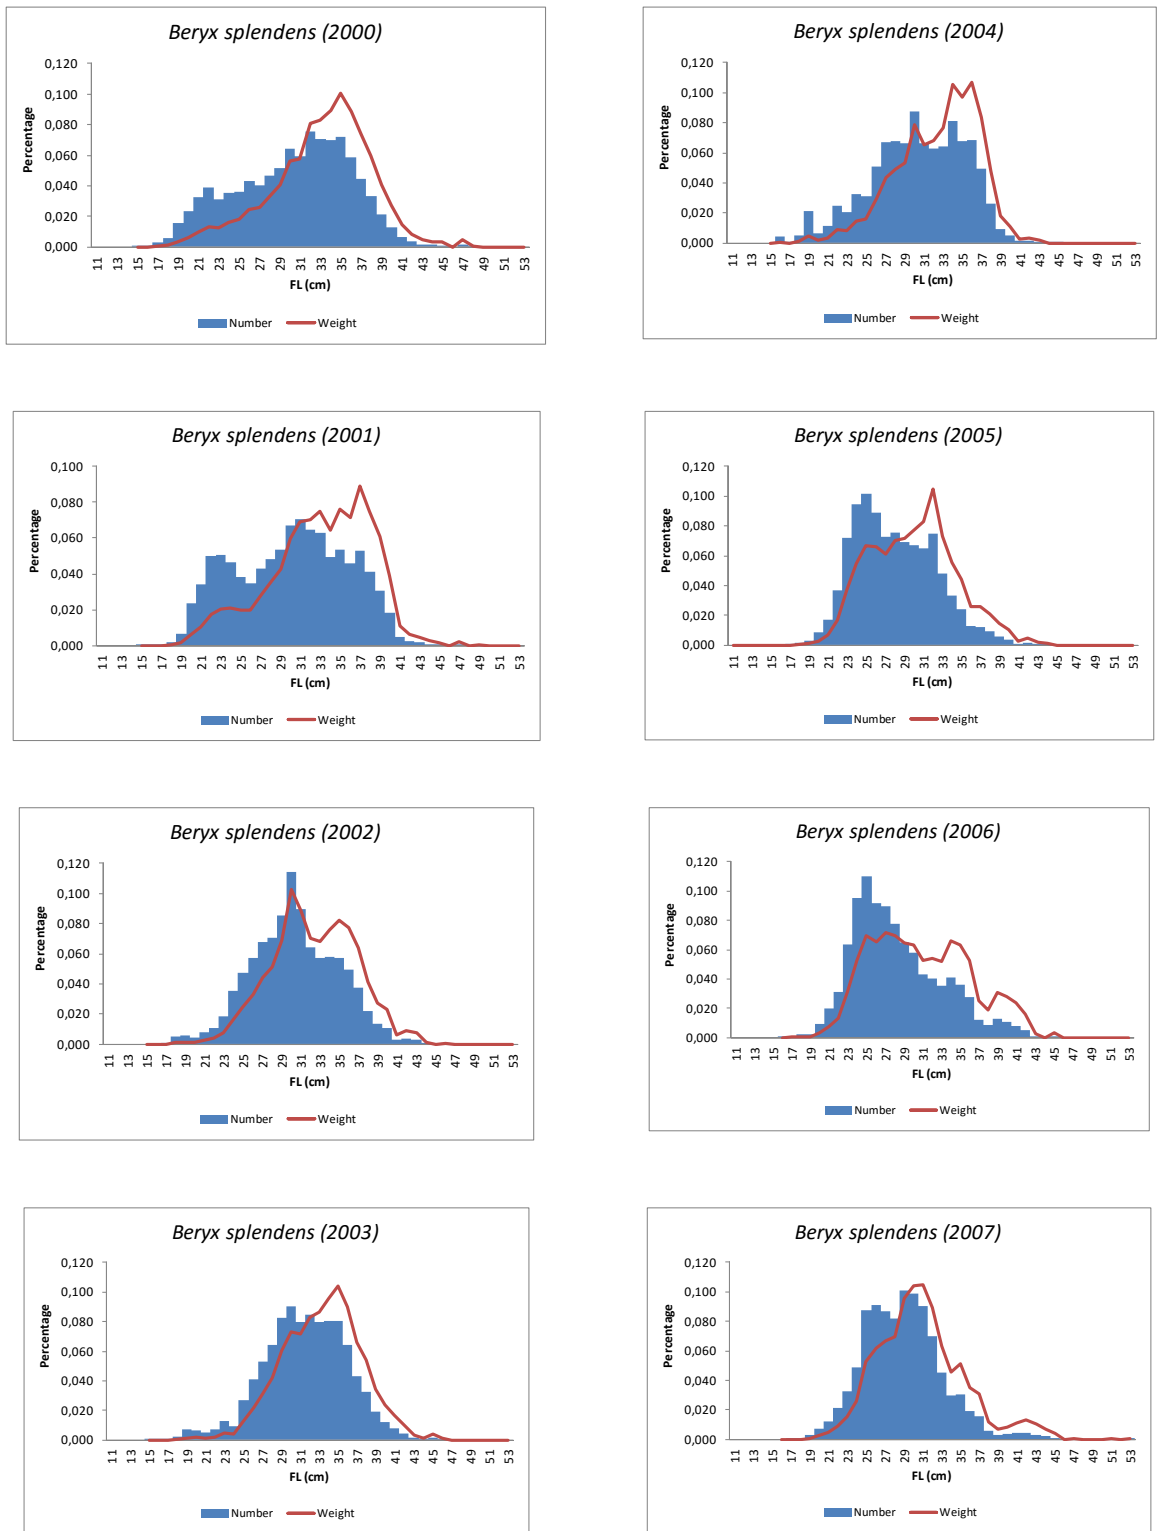 Beryx splendens (2000)
0,120
0,100
0,080
0,060
0,040
0,020
0,000
Percentage
11 13 15 17 19 21 23 25 27 29 31 33 35 37 39 41 43 45 47 49 51 53
FL (cm)
Number Weight
Beryx splendens (2004)
0,120
0,100
0,080
0,060
0,040
0,020
0,000
Percentage
11 13 15 17 19 21 23 25 27 29 31 33 35 37 39 41 43 45 47 49 51 53
FL (cm)
Number Weight
Beryx splendens (2001)
0,100
0,080
0,060
0,040
0,020
0,000
Percentage
11 13 15 17 19 21 23 25 27 29 31 33 35 37 39 41 43 45 47 49 51 53
FL (cm)
Number Weight
Beryx splendens (2005)
0,120
0,100
0,080
0,060
0,040
0,020
0,000
Percentage
11 13 15 17 19 21 23 25 27 29 31 33 35 37 39 41 43 45 47 49 51 53
FL (cm)
Number Weight
Beryx splendens (2002)
0,120
0,100
0,080
0,060
0,040
0,020
0,000
Percentage
11 13 15 17 19 21 23 25 27 29 31 33 35 37 39 41 43 45 47 49 51 53
FL (cm)
Number Weight
Beryx splendens (2006)
0,120
0,100
0,080
0,060
0,040
0,020
0,000
Percentage
11 13 15 17 19 21 23 25 27 29 31 33 35 37 39 41 43 45 47 49 51 53
FL (cm)
Number Weight
Beryx splendens (2003)
0,120
0,100
0,080
0,060
0,040
0,020
0,000
Percentage
11 13 15 17 19 21 23 25 27 29 31 33 35 37 39 41 43 45 47 49 51 53
FL (cm)
Number Weight
Beryx splendens (2007)
0,120
0,100
0,080
0,060
0,040
0,020
0,000
Percentage
11 13 15 17 19 21 23 25 27 29 31 33 35 37 39 41 43 45 47 49 51 53
FL (cm)
Number Weight